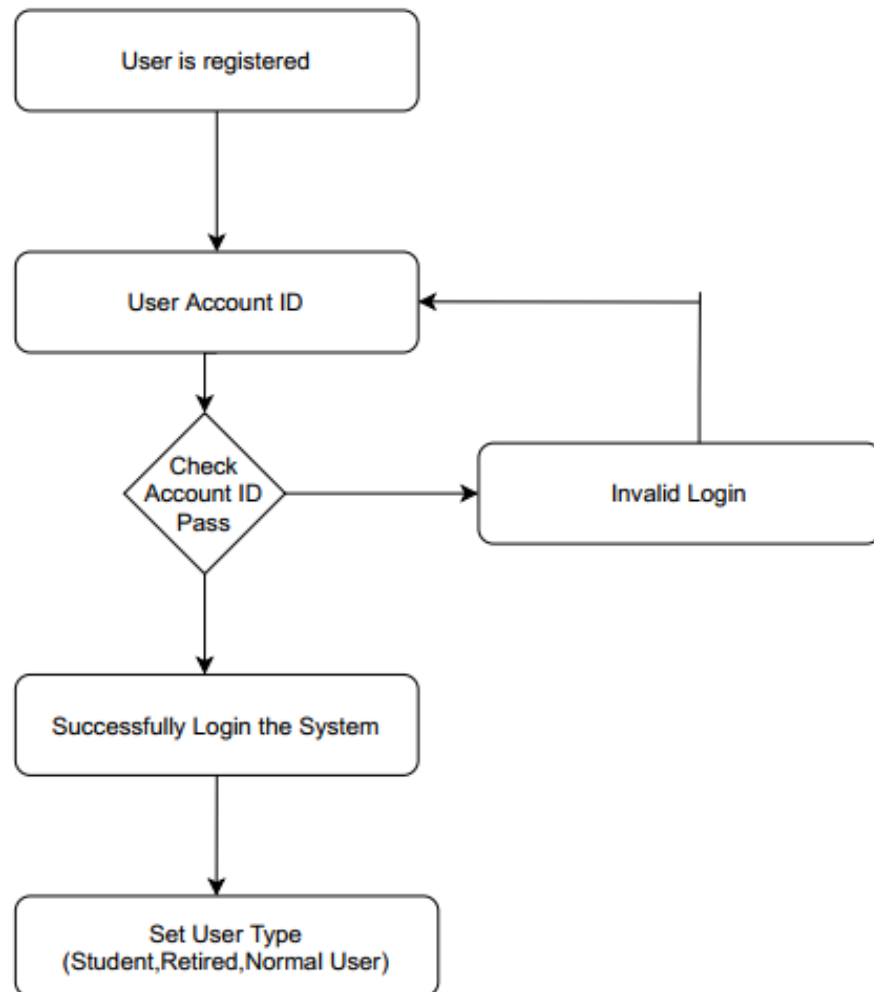 User is registered
User Account ID
Check
Account ID
Pass
Invalid Login
Successfully Login the System
Set User Type
(Student,Retired,Normal User)